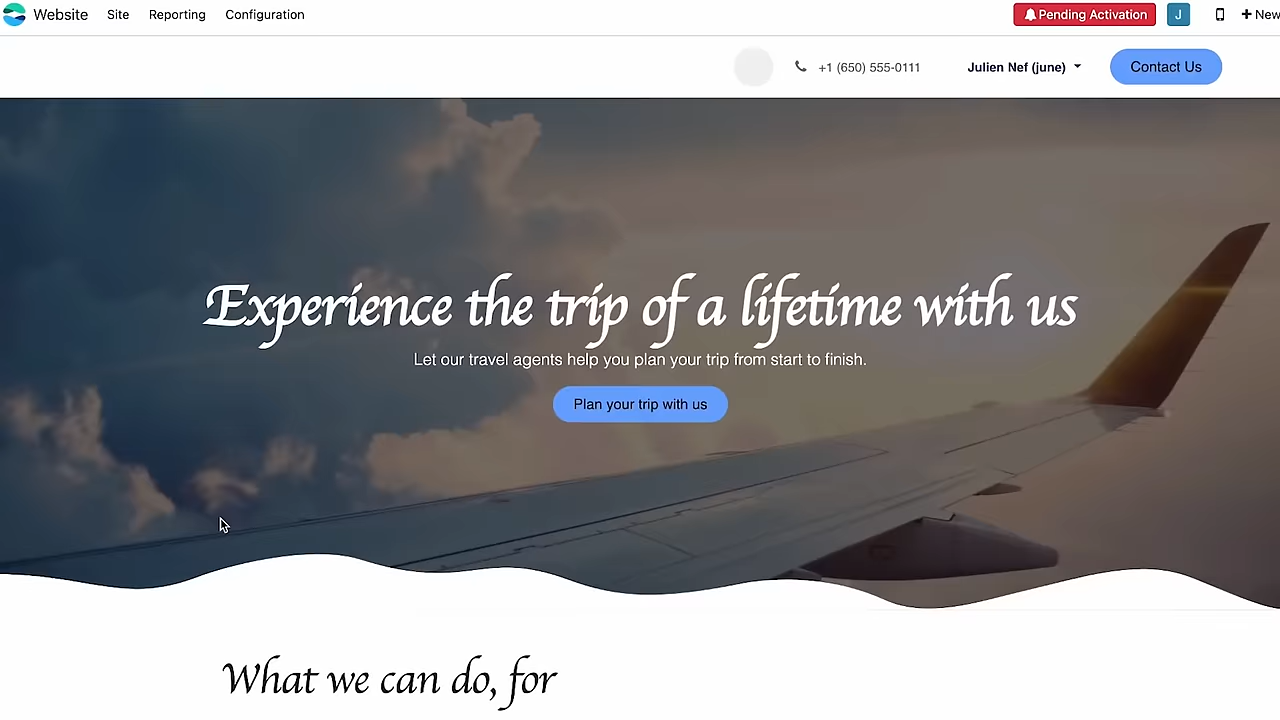 Website Site Reporting Configuration Pending Activation J + New
+1 (650) 555-0111 Julien Nef (june) Contact Us
Experience the trip of a lifetime with us
Let our travel agents help you plan your trip from start to finish.
Plan your trip with us
What we can do, for